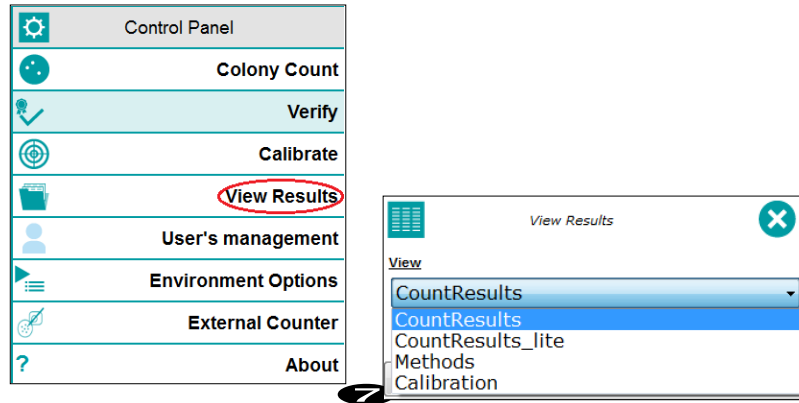 Control Panel
Colony Count
Verify
Calibrate
View Results
User's management
Environment Options
External Counter
? About
View Results
View
CountResults
CountResults
CountResults_lite
Methods
Calibration
7